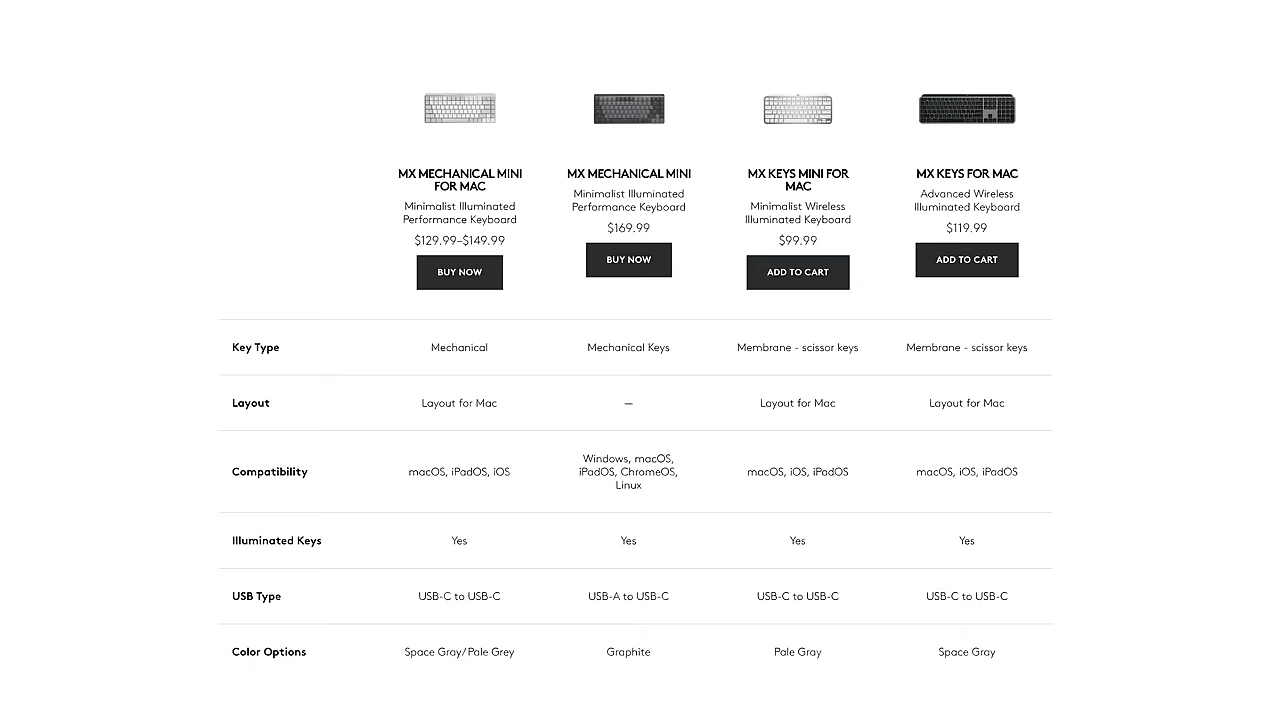 MX MECHANICAL MINI
FOR MAC
Minimalist Illuminated
Performance Keyboard
$129.99–$149.99
BUY NOW
MX MECHANICAL MINI
Minimalist Illuminated
Performance Keyboard
$169.99
BUY NOW
MX KEYS MINI FOR
MAC
Minimalist Wireless
Illuminated Keyboard
$99.99
ADD TO CART
MX KEYS FOR MAC
Advanced Wireless
Illuminated Keyboard
$119.99
ADD TO CART
Key Type
Mechanical
Mechanical Keys
Membrane - scissor keys
Membrane - scissor keys
Layout
Layout for Mac
—
Layout for Mac
Layout for Mac
Compatibility
macOS, iPadOS, iOS
Windows, macOS,
iPadOS, ChromeOS,
Linux
macOS, iOS, iPadOS
macOS, iOS, iPadOS
Illuminated Keys
Yes
Yes
Yes
Yes
USB Type
USB-C to USB-C
USB-A to USB-C
USB-C to USB-C
USB-C to USB-C
Color Options
Space Gray/Pale Grey
Graphite
Pale Gray
Space Gray